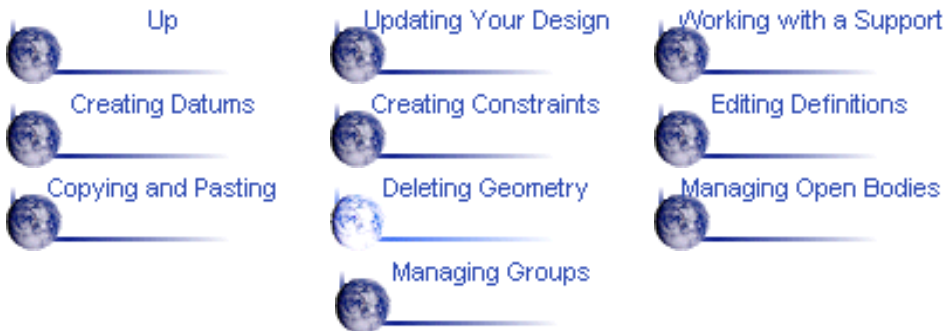 Up
Updating Your Design
Working with a Support
Creating Datums
Creating Constraints
Editing Definitions
Copying and Pasting
Deleting Geometry
Managing Open Bodies
Managing Groups